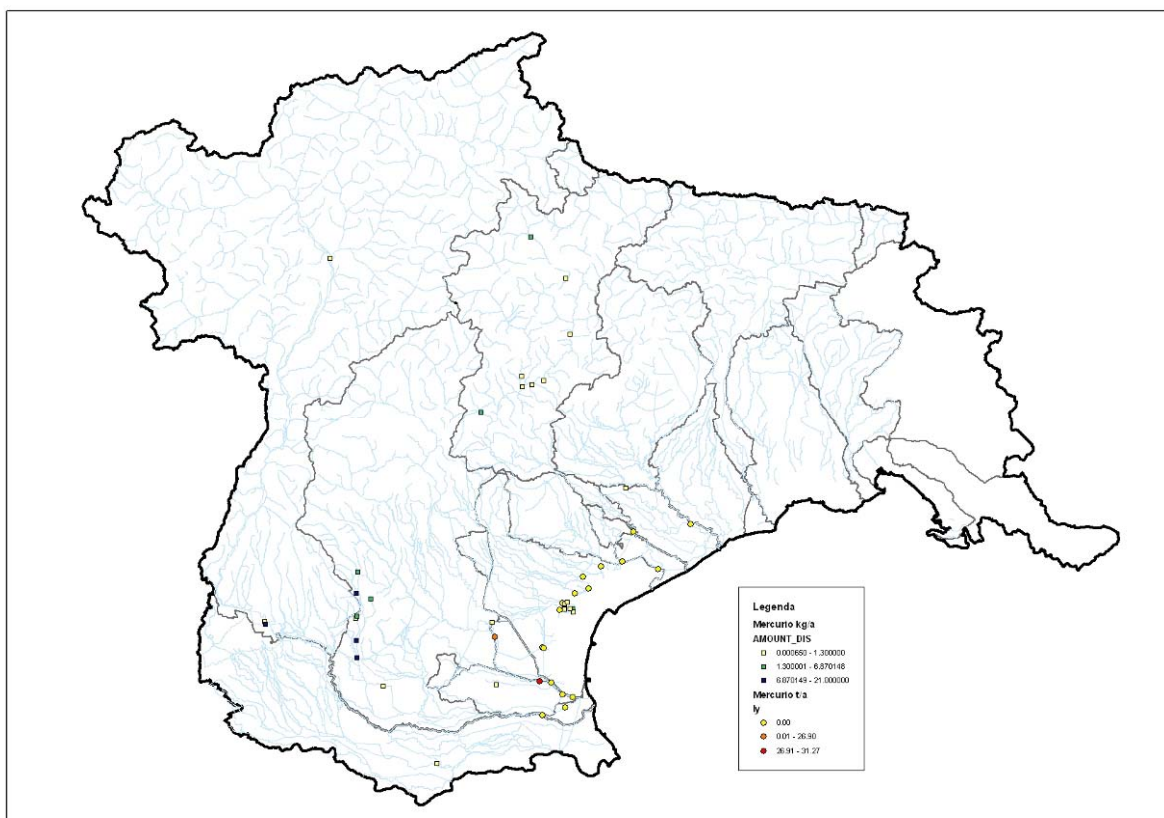 Legenda
Mercurio kg/a
AMOUNT_DIS
0.000650 - 1.300000
1.300001 - 6.870148
6.870149 - 21.000000
Mercurio t/a
ly
0.00
0.01 - 26.90
26.91 - 31.27